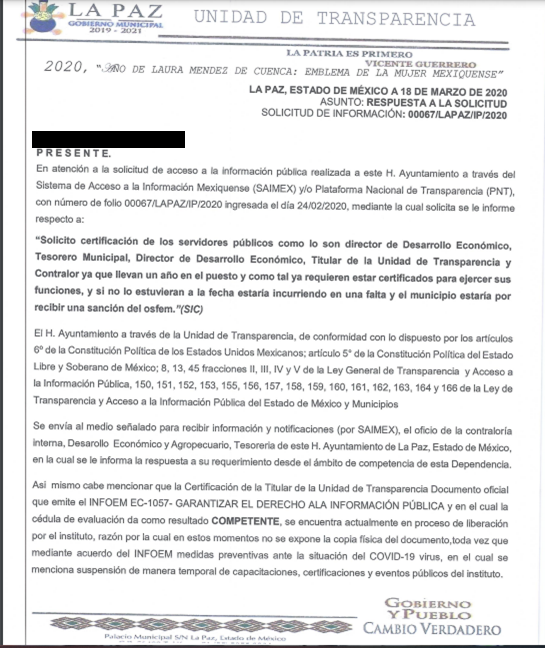 LA PAZ
GOBIERNO MUNICIPAL
2019 - 2021
UNIDAD DE TRANSPARENCIA
LA PATRIA ES PRIMERO
VICENTE GUERRERO
2020, "AÑO DE LAURA MENDEZ DE CUENCA: EMBLEMA DE LA MUJER MEXIQUENSE"
LA PAZ, ESTADO DE MÉXICO A 18 DE MARZO DE 2020
ASUNTO: RESPUESTA A LA SOLICITUD
SOLICITUD DE INFORMACIÓN: 00067/LAPAZ/IP/2020
PRESENTE.
En atención a la solicitud de acceso a la información pública realizada a este H. Ayuntamiento a través del
Sistema de Acceso a la Información Mexiquense (SAIMEX) y/o Plataforma Nacional de Trasparencia (PNT),
con número de folio 00067/LAPAZ/IP/2020 ingresada el día 24/02/2020, mediante la cual solicita se le informe
respecto a:
"Solicito certificación de los servidores públicos como lo son director de Desarrollo Económico,
Tesorero Municipal, Director de Desarrollo Económico, Titular de la Unidad de Transparencia y
Contralor ya que llevan un año en el puesto y como tal ya requieren estar certificados para ejercer sus
funciones, y si no lo estuvieran a la fecha estaría incurriendo en una falta y el municipio estaría por
recibir una sanción del osfem."(SIC)
El H. Ayuntamiento a través de la Unidad de Transparencia, de conformidad con lo dispuesto por los artículos
6º de la Constitución Política de los Estados Unidos Mexicanos; artículo 5° de la Constitución Política del Estado
Libre y Soberano de México; 8, 13, 45 fracciones II, III, IV y V de la Ley General de Transparencia y Acceso a
la Información Pública, 150, 151, 152, 153, 155, 156, 157, 158, 159, 160, 161, 162, 163, 164 y 166 de la Ley de
Transparencia y Acceso a la Información Pública del Estado de México y Municipios
Se envía al medio señalado para recibir información y notificaciones (por SAIMEX), el oficio de la contraloría
interna, Desarollo Económico y Agropecuario, Tesoreria de este H. Ayuntamiento de La Paz, Estado de México,
en la cual se le informa la respuesta a su requerimiento desde el ámbito de competencia de esta Dependencia.
Asi mismo cabe mencionar que la Certificación de la Titular de la Unidad de Trasparencia Documento oficial
que emite el INFOEM EC-1057- GARANTIZAR EL DERECHO ALA INFORMACIÓN PÚBLICA y en el cual la
cédula de evaluación da como resultado COMPETENTE, se encuentra actualmente en proceso de liberación
por el instituto, razón por la cual en estos momentos no se expone la copia física del documento,toda vez que
mediante acuerdo del INFOEM medidas preventivas ante la situación del COVID-19 virus, en el cual se
menciona suspensión de manera temporal de capacitaciones, certificaciones y eventos públicos del instituto.
GOBIERNO
Y PUEBLO
CAMBIO VERDADERO
Palacio Municipal S/N La Paz, Estado de México